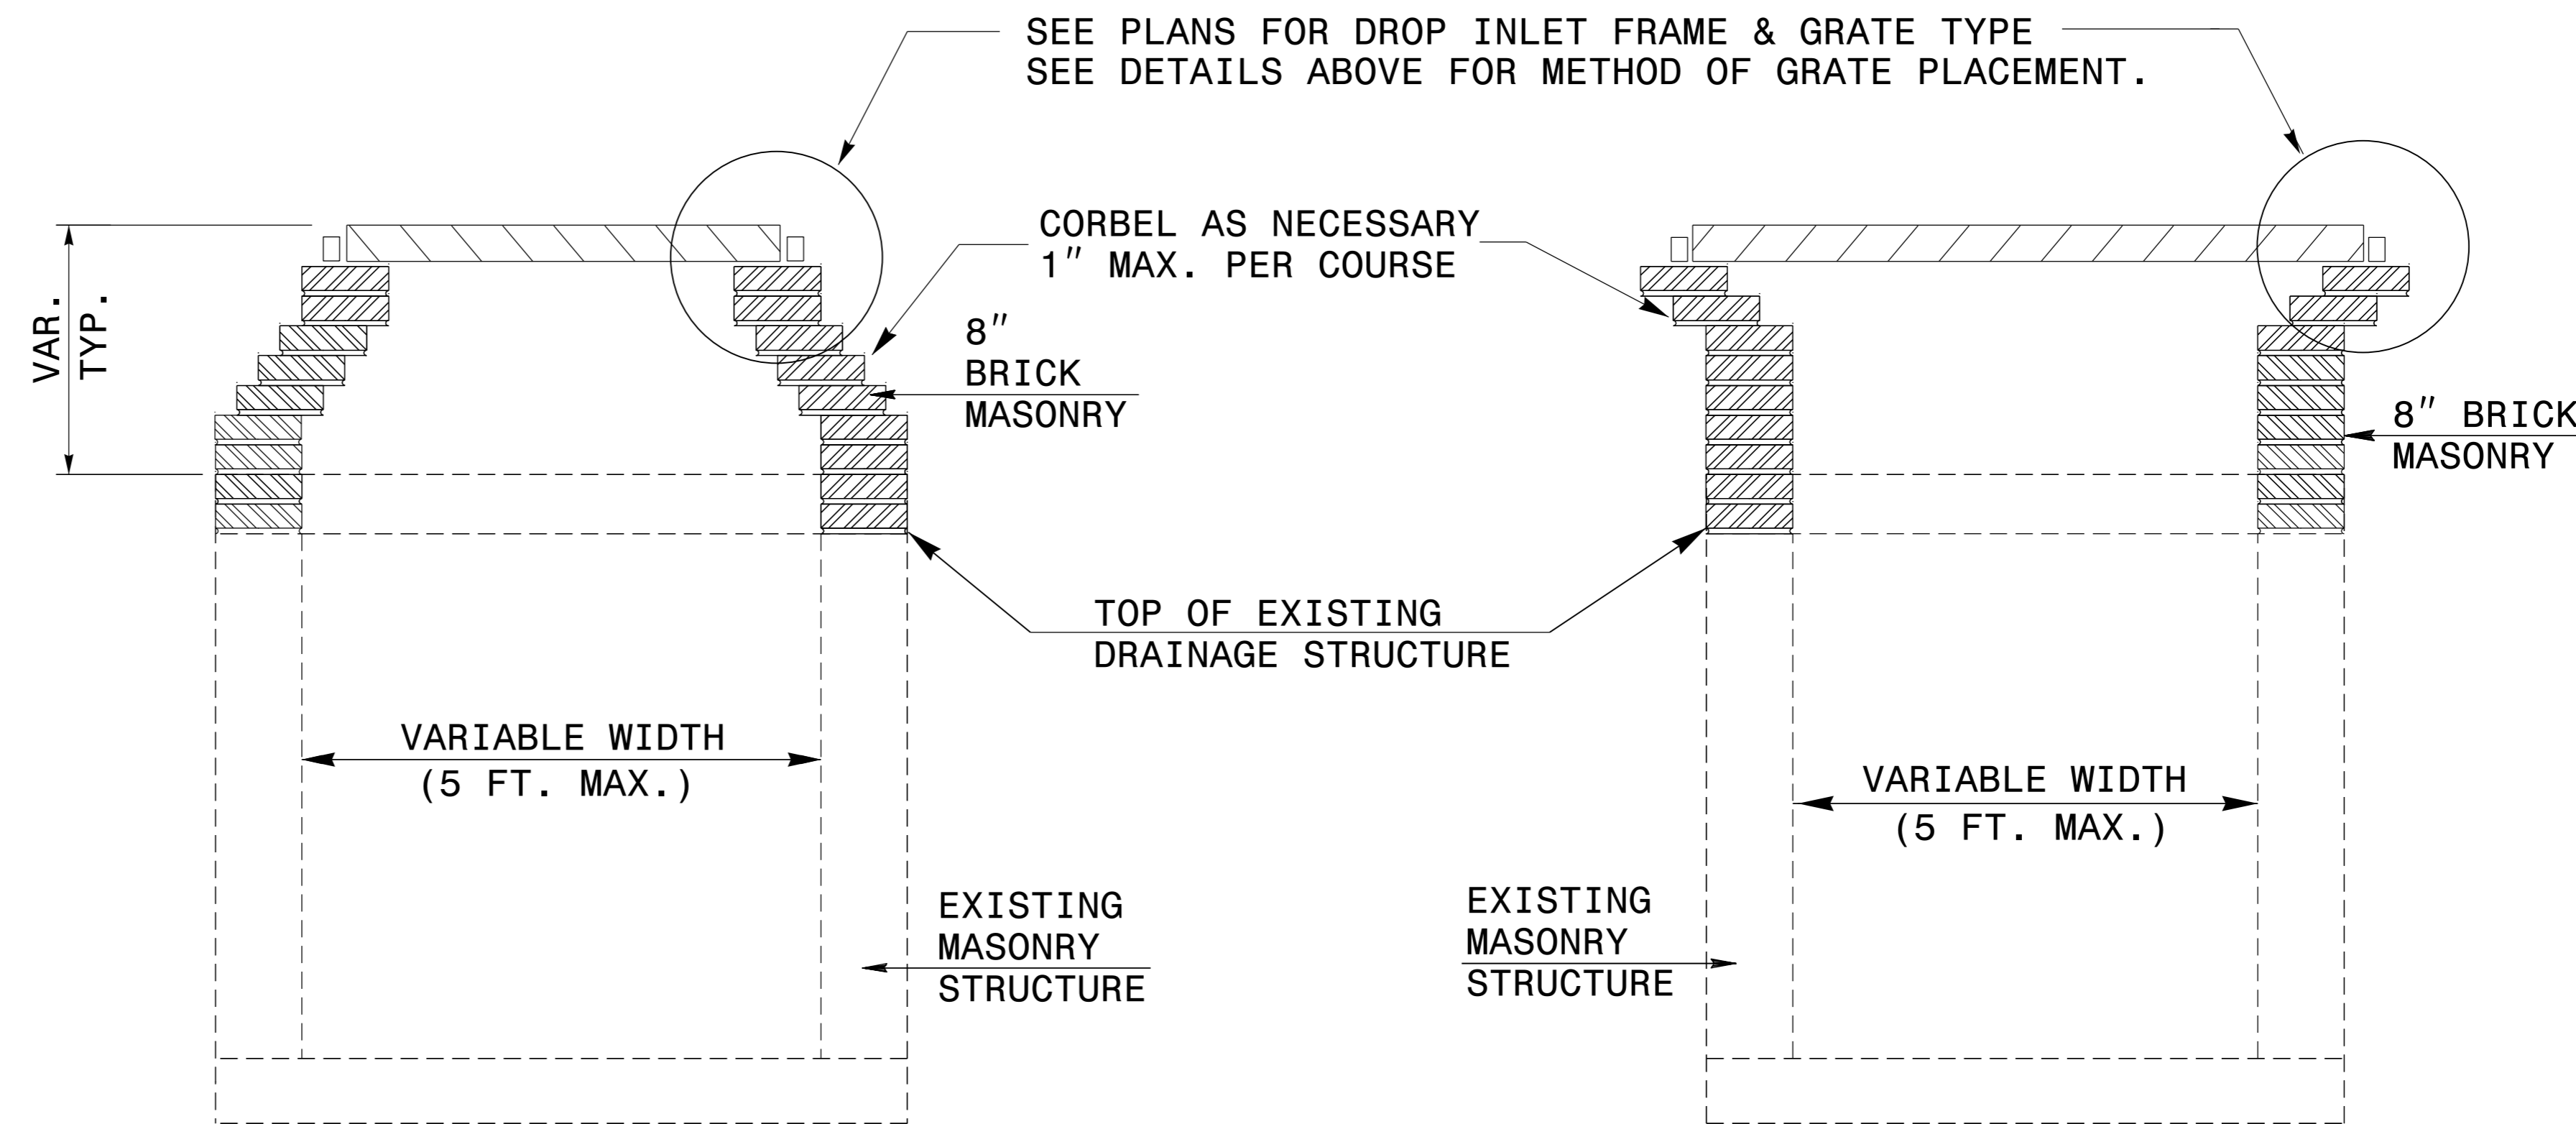 SEE PLANS FOR DROP INLET FRAME & GRATE TYPE
SEE DETAILS ABOVE FOR METHOD OF GRATE PLACEMENT.
CORBEL AS NECESSARY
1" MAX. PER COURSE
VAR.
TYP.
8"
BRICK
MASONRY
8" BRICK
MASONRY
TOP OF EXISTING
DRAINAGE STRUCTURE
VARIABLE WIDTH
(5 FT. MAX.)
VARIABLE WIDTH
(5 FT. MAX.)
EXISTING
MASONRY
STRUCTURE
EXISTING
MASONRY
STRUCTURE